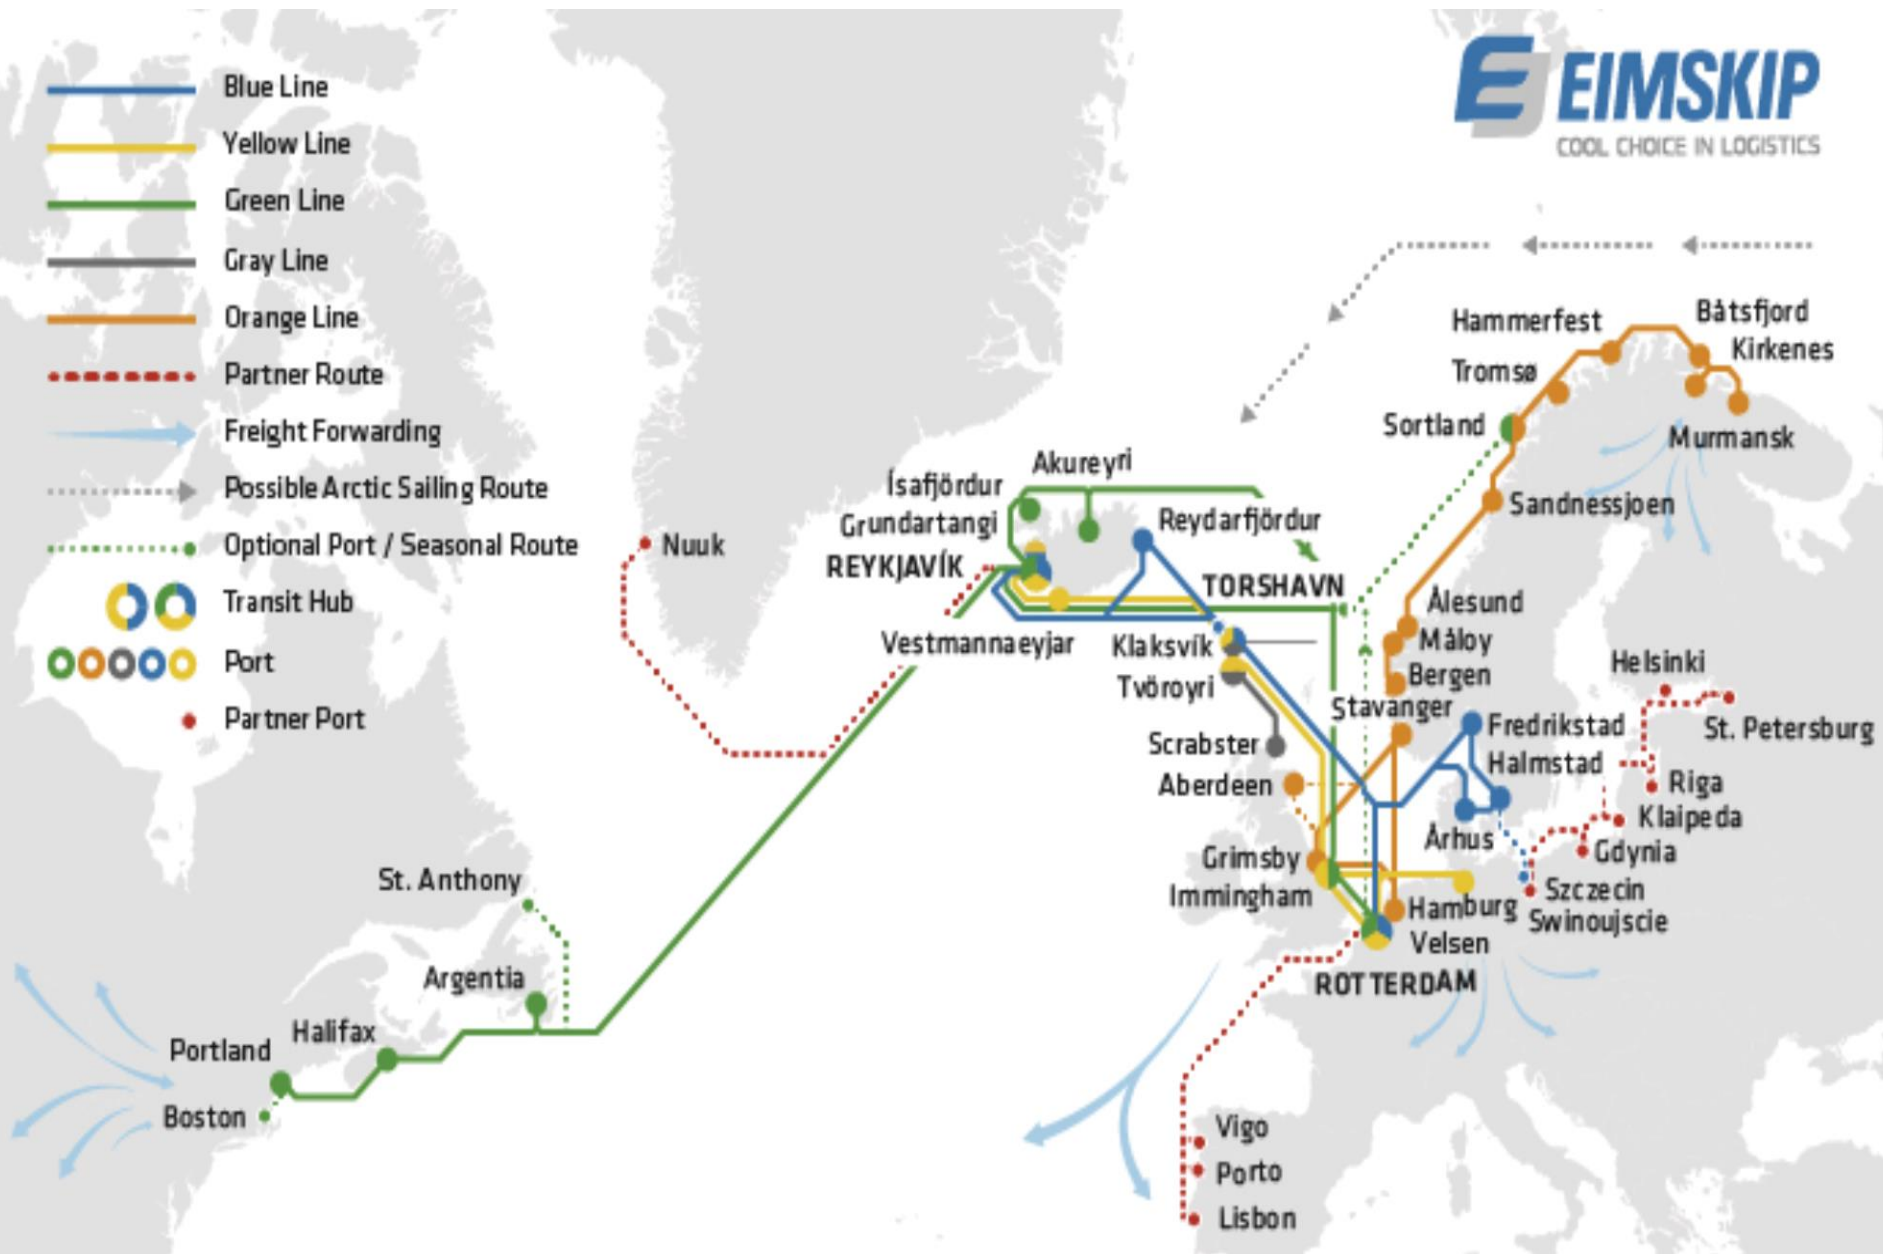 EIMSKIP
COOL CHOICE IN LOGISTICS
Blue Line
Yellow Line
Green Line
Gray Line
Orange Line
Partner Route
Freight Forwarding
Possible Arctic Sailing Route
Optional Port / Seasonal Route
Transit Hub
Port
Partner Port
Hammerfest
Båtsfjord
Kirkenes
Tromsø
Sortland
Murmansk
Sandnessjoen
Akureyri
Ísafjördur
Grundartangi
REYKJAVÍK
Reydarfjördur
Nuuk
TORSHAVN
Vestmannaeyjar
Klaksvík
Tvöroyri
Ålesund
Måloy
Bergen
Stavanger
Helsinki
St. Petersburg
Fredrikstad
Halmstad
Scrabster
Aberdeen
Riga
Klaipeda
Århus
Gdynia
Grimsby
Immingham
Szczecin
Swinoujscie
Hamburg
Velsen
ROTTERDAM
St. Anthony
Argentia
Halifax
Portland
Boston
Vigo
Porto
Lisbon